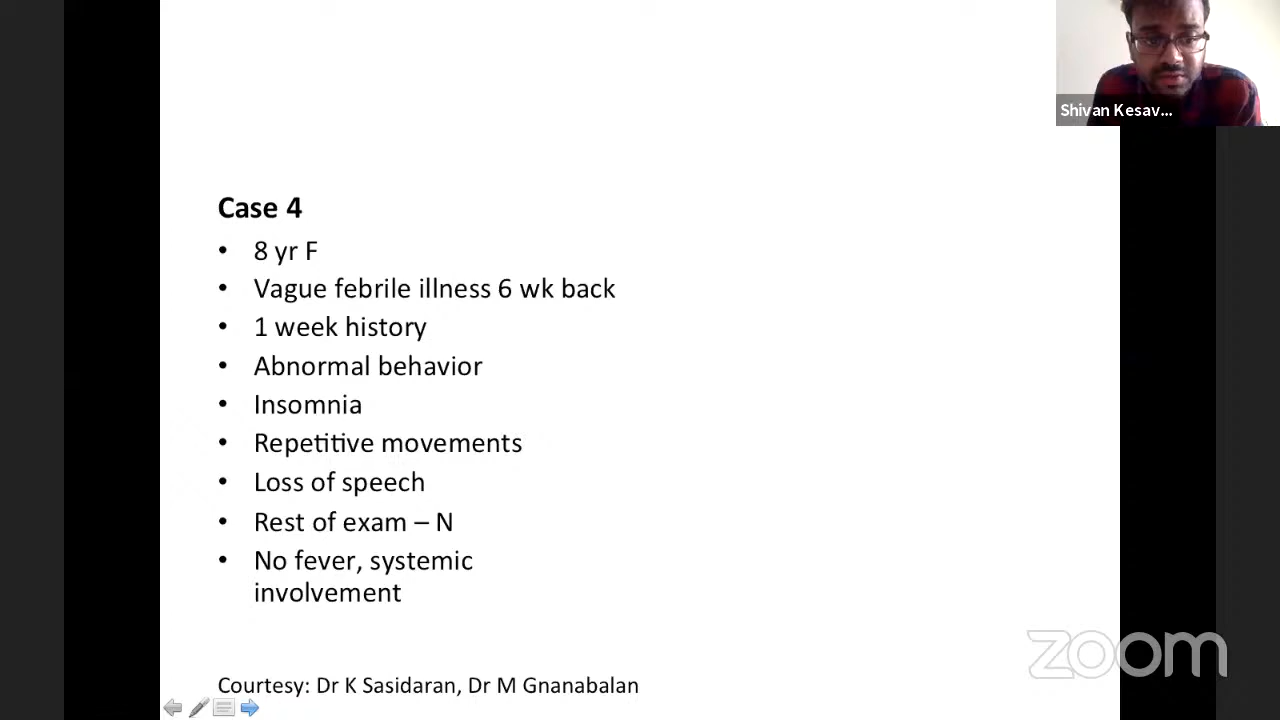 Shivan Kesav...
Case 4
• 8 yr F
• Vague febrile illness 6 wk back
• 1 week history
• Abnormal behavior
• Insomnia
• Repetitive movements
• Loss of speech
• Rest of exam – N
• No fever, systemic
involvement
zoom
Courtesy: Dr K Sasidaran, Dr M Gnanabalan